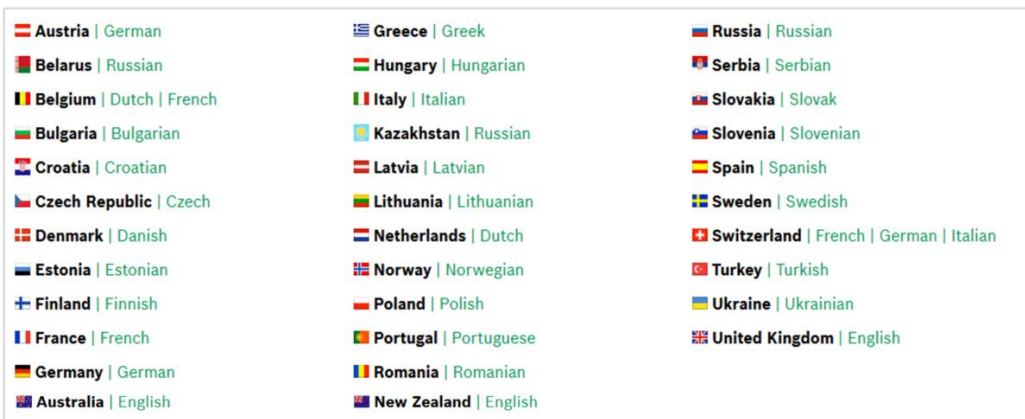 Austria | German
Belarus | Russian
Belgium | Dutch | French
Bulgaria | Bulgarian
Croatia | Croatian
Czech Republic | Czech
Denmark | Danish
Estonia | Estonian
Finland | Finnish
France | French
Germany | German
Australia | English
Greece | Greek
Hungary | Hungarian
Italy | Italian
Kazakhstan | Russian
Latvia | Latvian
Lithuania | Lithuanian
Netherlands | Dutch
Norway | Norwegian
Poland | Polish
Portugal | Portuguese
Romania | Romanian
New Zealand | English
Russia | Russian
Serbia | Serbian
Slovakia | Slovak
Slovenia | Slovenian
Spain | Spanish
Sweden | Swedish
Switzerland | French | German | Italian
Turkey | Turkish
Ukraine | Ukrainian
United Kingdom | English